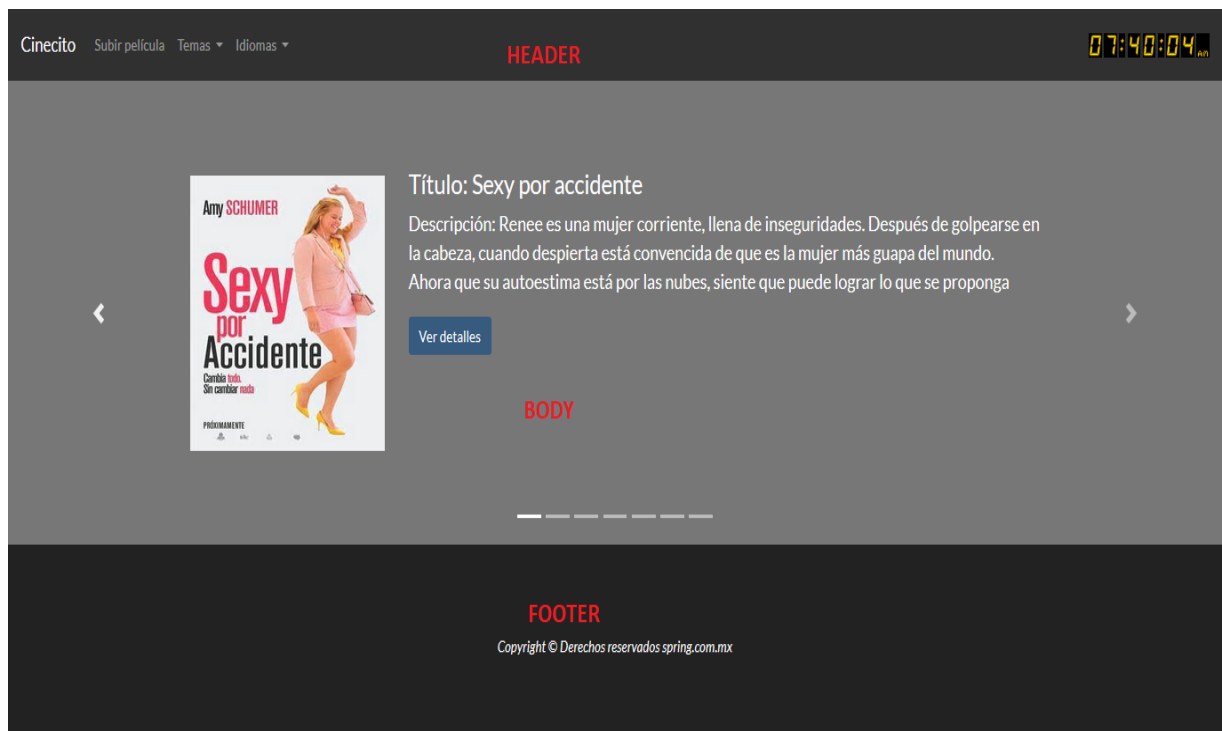 Cinecito Subir película Temas Idiomas
HEADER
07:40:04 AM
Amy SCHUMER
Sexy
por
Accidente
Cambia todo.
Sin cambiar nada
PRÓXIMAMENTE
Título: Sexy por accidente
Descripción: Renee es una mujer corriente, llena de inseguridades. Después de golpearse en
la cabeza, cuando despierta está convencida de que es la mujer más guapa del mundo.
Ahora que su autoestima está por las nubes, siente que puede lograr lo que se proponga
Ver detalles
BODY
FOOTER
Copyright © Derechos reservados spring.com.mx